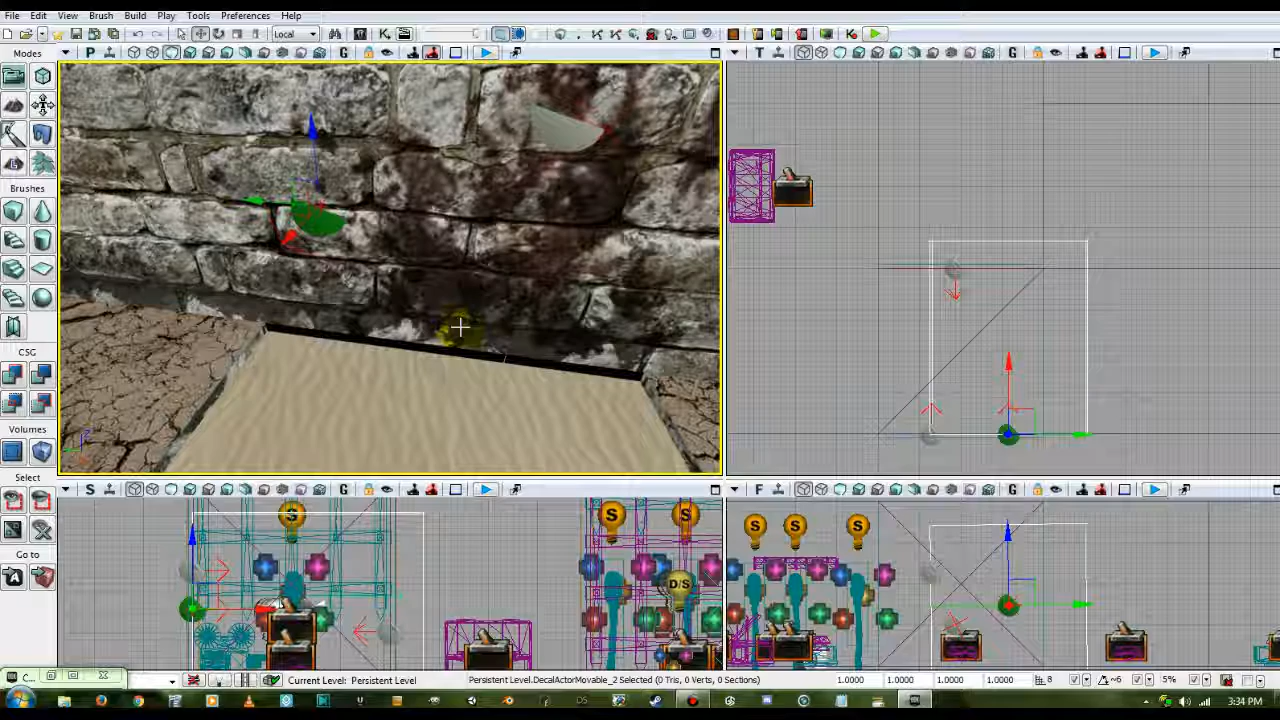 File Edit View Brush Build Play Tools Preferences Help
Local
Modes
P
G
T
G
Brushes
CSG
Volumes
Select
Go to
S
G
F
G
S
S
S
D/S
S
S
S
C...
Current Level: Persistent Level
Persistent Level.DecalActorMovable_2 Selected (0 Tris, 0 Verts, 0 Sections)
1.0000 1.0000 1.0000 1.0000
8
6
5%
3:34 PM